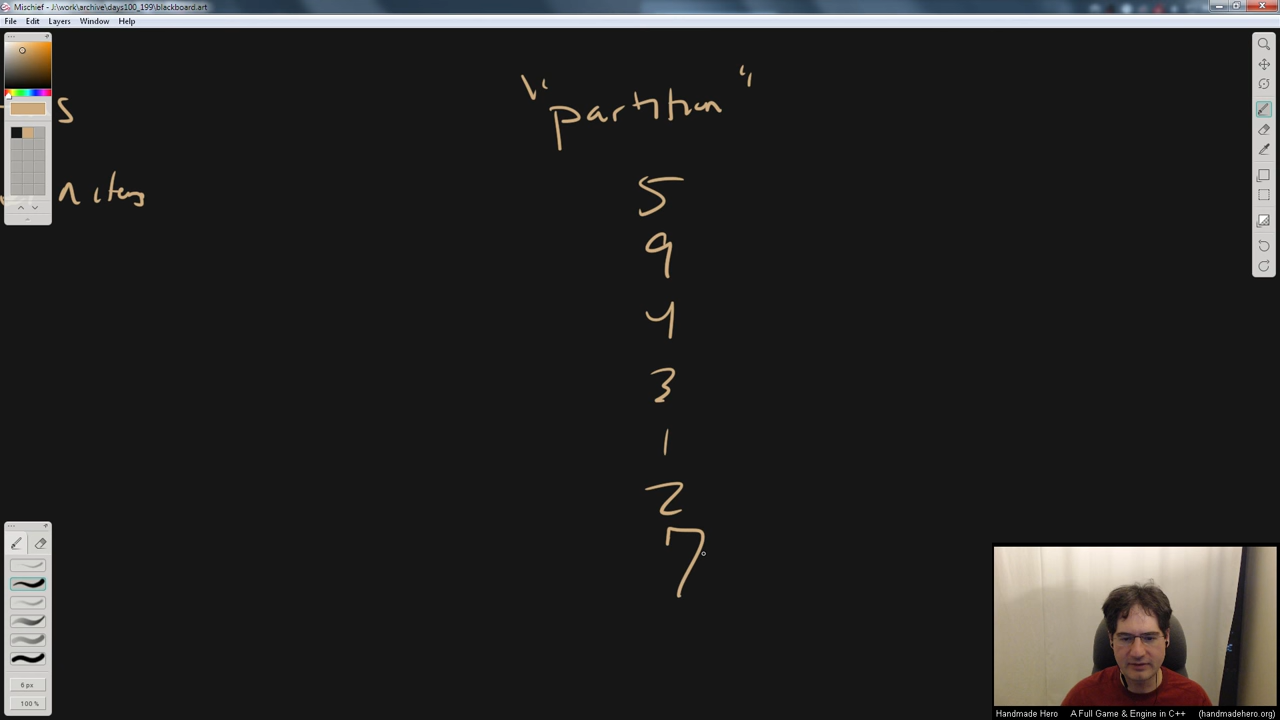 Mischief - J:\work\archive\days100_199\blackboard.art
File Edit Layers Window Help
"partition"
s
n items
5
9
4
3
1
2
7
6 px
100 %
Handmade Hero A Full Game & Engine in C++ (handmadehero.org)